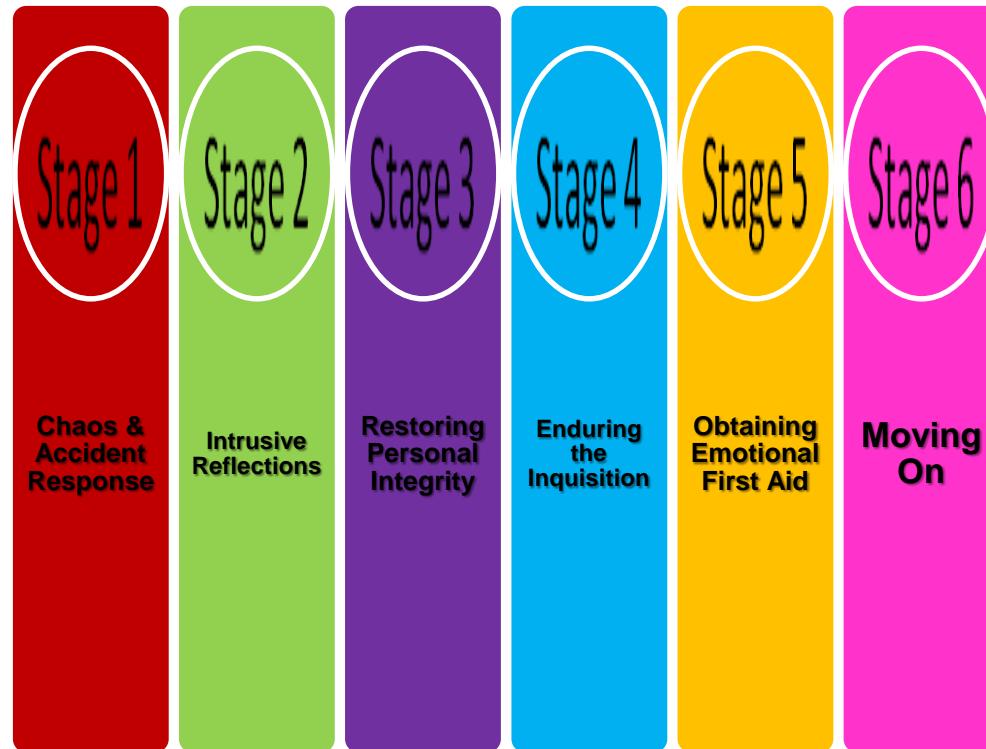 Stage 1
Chaos &
Accident
Response
Stage 2
Intrusive
Reflections
Stage 3
Restoring
Personal
Integrity
Stage 4
Enduring
the
Inquisition
Stage 5
Obtaining
Emotional
First Aid
Stage 6
Moving
On